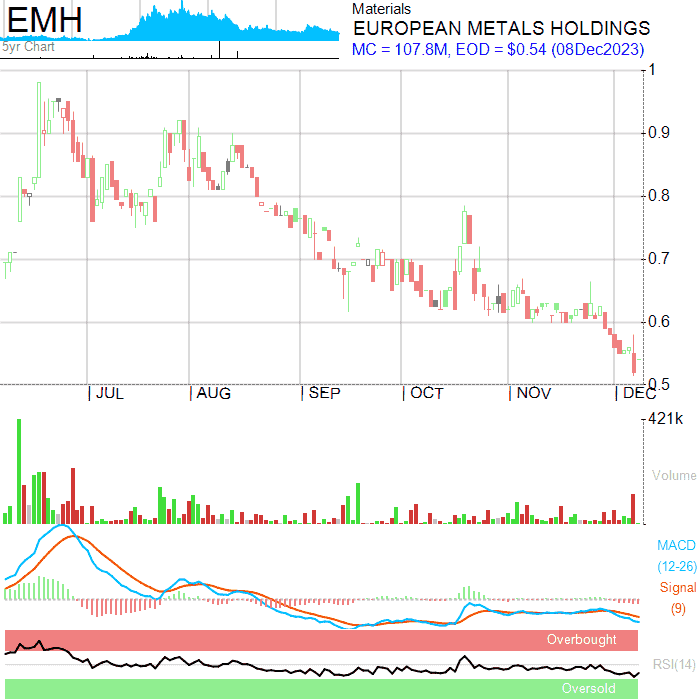 EMH
5yr Chart
Materials
EUROPEAN METALS HOLDINGS
MC = 107.8M, EOD = $0.54 (08Dec2023)
1
0.9
0.8
0.7
0.6
0.5
JUL AUG SEP OCT NOV DEC
421k
Volume
MACD
(12-26)
Signal
(9)
Overbought
RSI(14)
Oversold